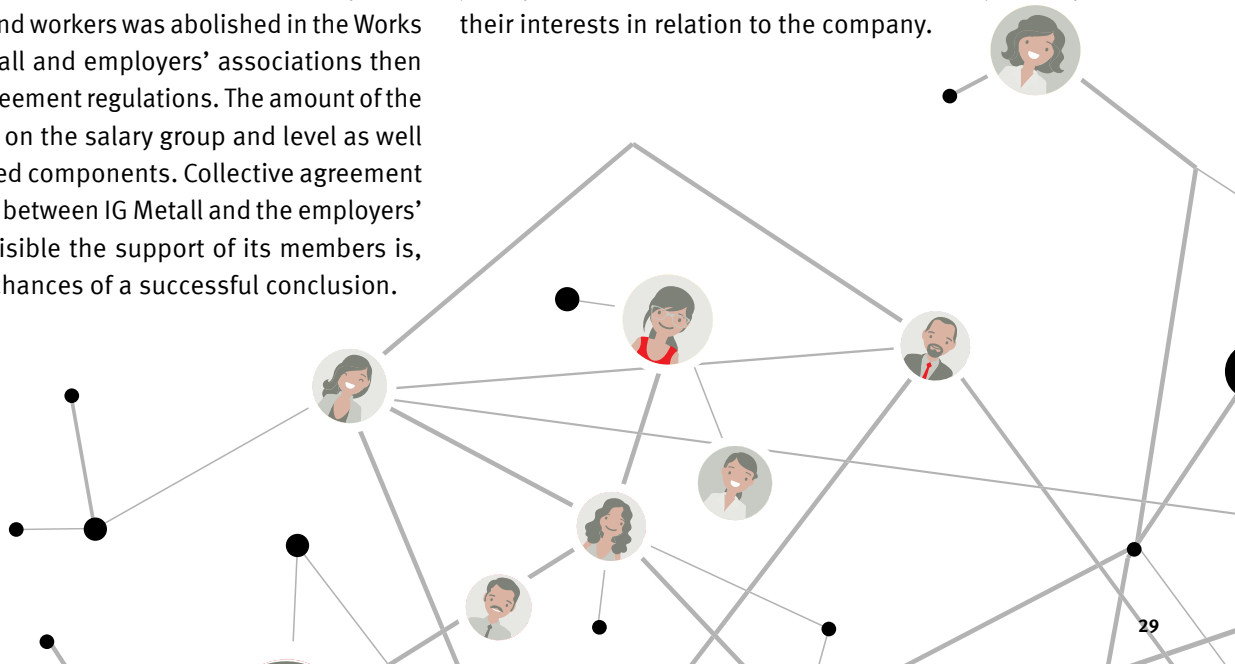 nd workers was abolished in the Works
all and employers’ associations then
eement regulations. The amount of the
on the salary group and level as well
ed components. Collective agreement
between IG Metall and the employers’
isible the support of its members is,
hances of a successful conclusion.
their interests in relation to the company.
29